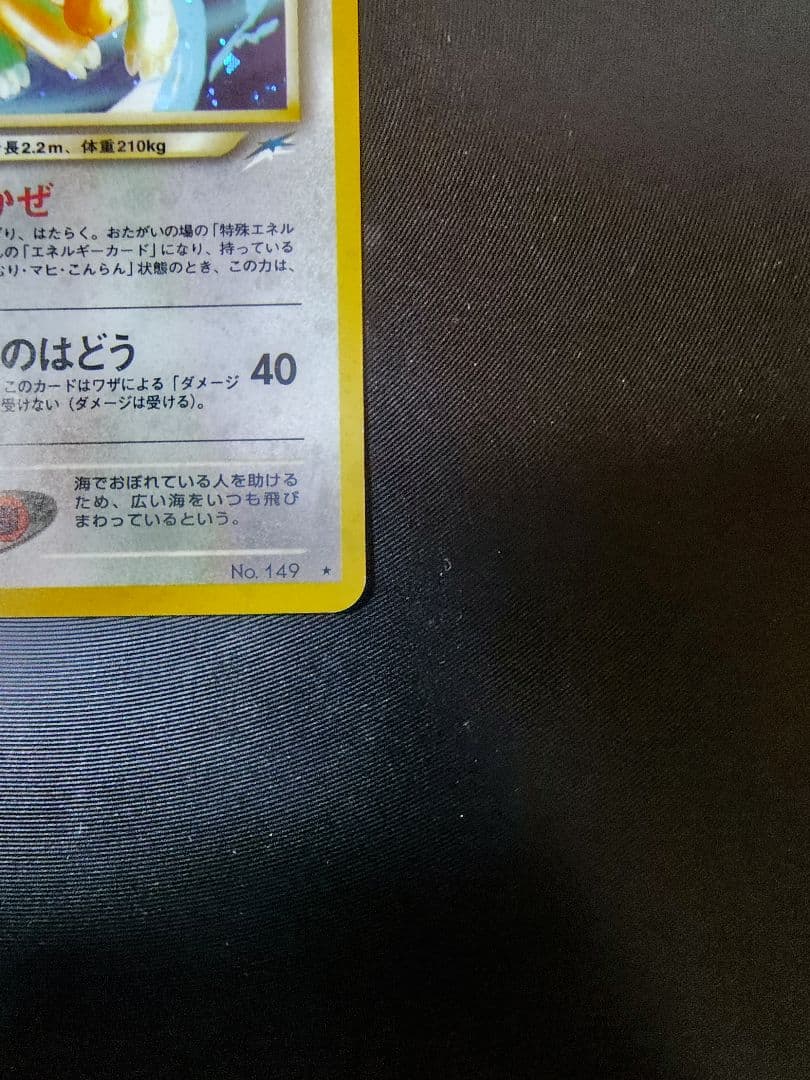 長2.2m、体重210kg
かぜ
り、はたらく。おたがいの場の「特殊エネル
の「エネルギーカード」になり、持っている
むり・マヒ・こんらん」状態のとき、この力は、
のはどう
40
このカードはワザによる「ダメージ
受けない（ダメージは受ける）。
海でおぼれている人を助ける
ため、広い海をいつも飛び
まわっているという。
No. 149 ★